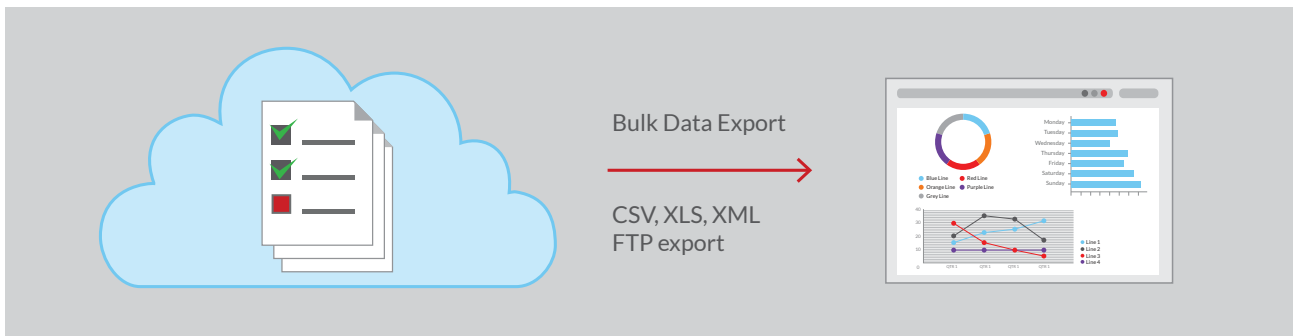 Bulk Data Export
CSV, XLS, XML
FTP export
Monday
Tuesday
Wednesday
Thursday
Friday
Saturday
Sunday
Blue Line
Red Line
Orange Line
Purple Line
Grey Line
40
30
20
10
0
Line 1
Line 2
Line 3
Line 4